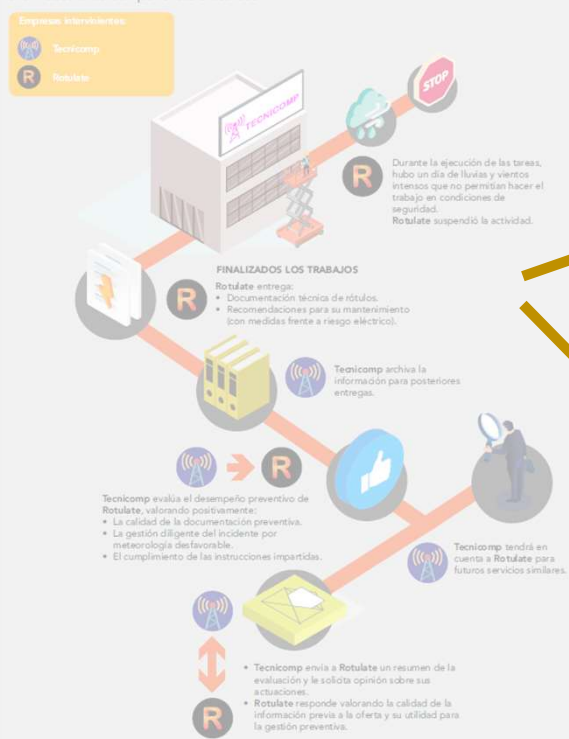 Empresas intervinientes:
Tecnicomp
R Rotulate
TECNICOMP
STOP
R
Durante la ejecución de las tareas,
hubo un día de lluvias y vientos
intensos que no permitían hacer el
trabajo en condiciones de
seguridad.
Rotulate suspendió la actividad.
FINALIZADOS LOS TRABAJOS
R
Rotulate entrega:
• Documentación técnica de rótulos.
• Recomendaciones para su mantenimiento
(con medidas frente a riesgo eléctrico).
Tecnicomp archiva la
información para posteriores
entregas.
R
Tecnicomp evalúa el desempeño preventivo de
Rotulate, valorando positivamente:
• La calidad de la documentación preventiva.
• La gestión diligente del incidente por
meteorología desfavorable.
• El cumplimiento de las instrucciones impartidas.
Tecnicomp tendrá en
cuenta a Rotulate para
futuros servicios similares.
• Tecnicomp envía a Rotulate un resumen de la
evaluación y le solicita opinión sobre sus
actuaciones.
• Rotulate responde valorando la calidad de la
información previa a la oferta y su utilidad para
la gestión preventiva.
R